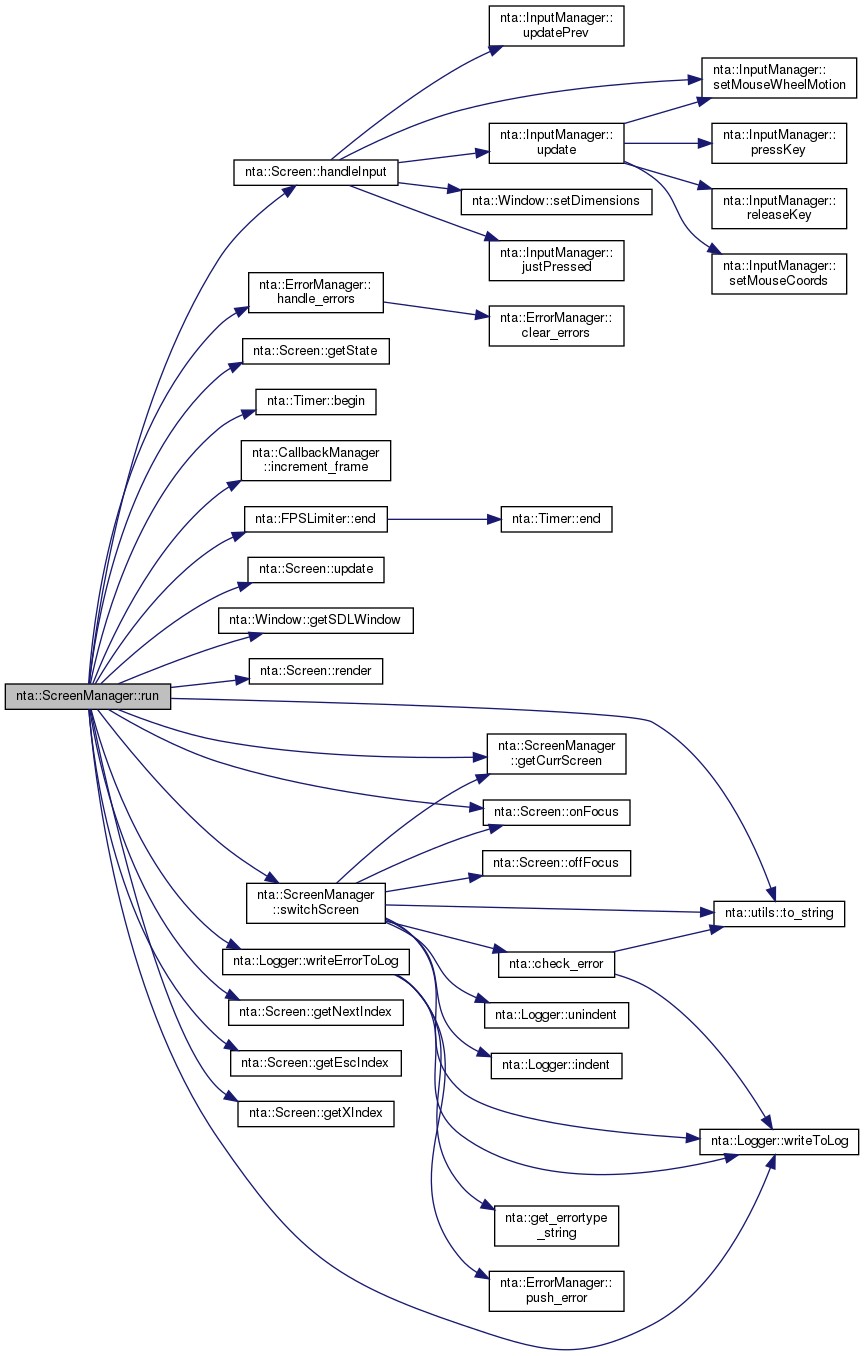 nta::InputManager::
updatePrev
nta::InputManager::
setMouseWheelMotion
nta::InputManager::
update
nta::InputManager::
pressKey
nta::Screen::handleInput
nta::Window::setDimensions
nta::InputManager::
releaseKey
nta::InputManager::
justPressed
nta::InputManager::
setMouseCoords
nta::ErrorManager::
handle_errors
nta::ErrorManager::
clear_errors
nta::Screen::getState
nta::Timer::begin
nta::CallbackManager
::increment_frame
nta::FPSLimiter::end
nta::Timer::end
nta::Screen::update
nta::Window::getSDLWindow
nta::Screen::render
nta::ScreenManager::run
nta::ScreenManager
::getCurrScreen
nta::Screen::onFocus
nta::Screen::offFocus
nta::ScreenManager
::switchScreen
nta::utils::to_string
nta::Logger::writeErrorToLog
nta::check_error
nta::Screen::getNextIndex
nta::Logger::unindent
nta::Screen::getEscIndex
nta::Logger::indent
nta::Screen::getXIndex
nta::Logger::writeToLog
nta::get_errortype
_string
nta::ErrorManager::
push_error